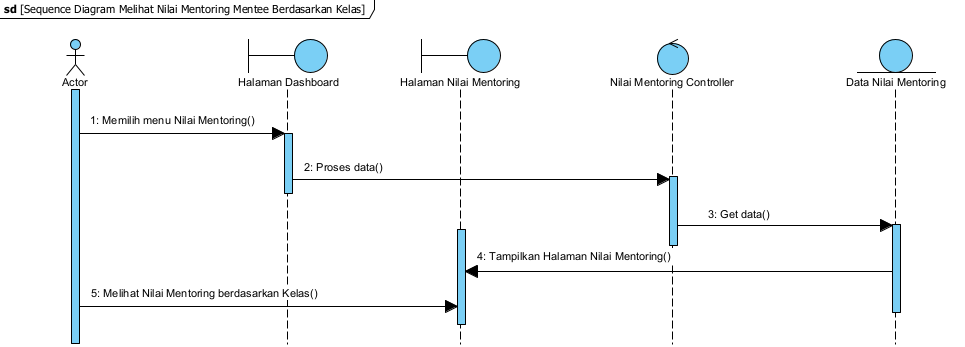 sd [Sequence Diagram Melihat Nilai Mentoring Mentee Berdasarkan Kelas]
Actor
Halaman Dashboard
Halaman Nilai Mentoring
Nilai Mentoring Controller
Data Nilai Mentoring
1: Memilih menu Nilai Mentoring()
2: Proses data()
3: Get data()
4: Tampilkan Halaman Nilai Mentoring()
5: Melihat Nilai Mentoring berdasarkan Kelas()